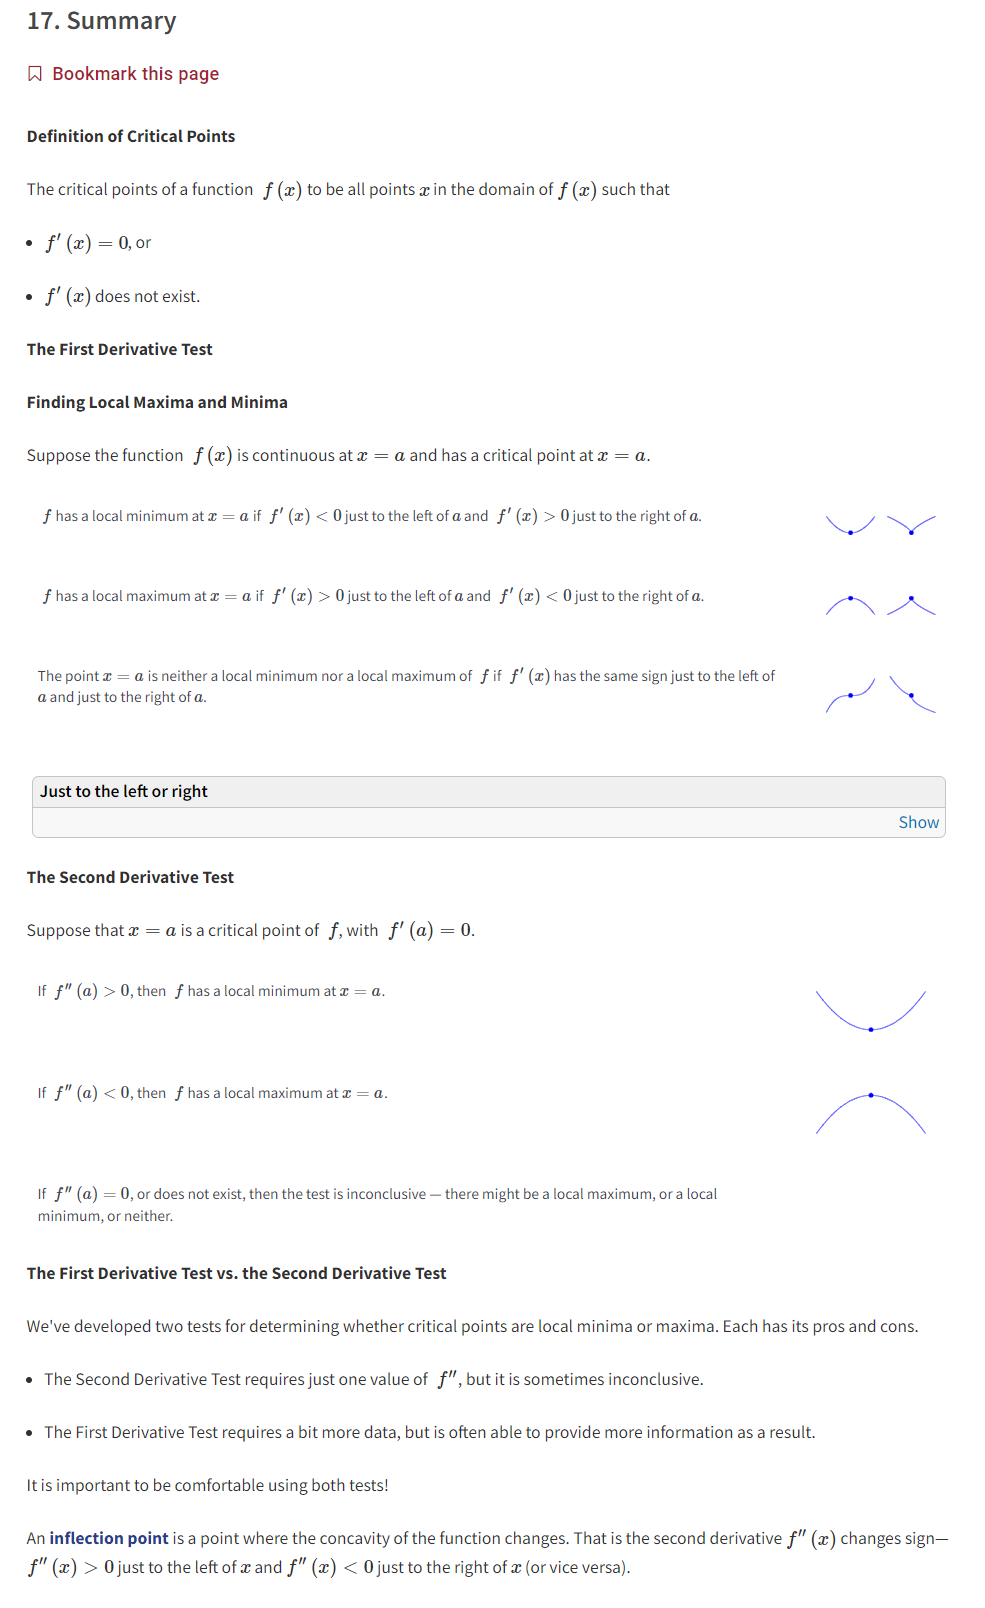 17. Summary
Bookmark this page
Definition of Critical Points
The critical points of a function f (x) to be all points x in the domain of f (x) such that
• f′ (x) = 0, or
• f′ (x) does not exist.
The First Derivative Test
Finding Local Maxima and Minima
Suppose the function f (x) is continuous at x = a and has a critical point at x = a.
f has a local minimum at x = a if f′ (x) < 0 just to the left of a and f′ (x) > 0 just to the right of a.
f has a local maximum at x = a if f′ (x) > 0 just to the left of a and f′ (x) < 0 just to the right of a.
The point x = a is neither a local minimum nor a local maximum of f if f′ (x) has the same sign just to the left of
a and just to the right of a.
Just to the left or right
Show
The Second Derivative Test
Suppose that x = a is a critical point of f, with f′ (a) = 0.
If f″ (a) > 0, then f has a local minimum at x = a.
If f″ (a) < 0, then f has a local maximum at x = a.
If f″ (a) = 0, or does not exist, then the test is inconclusive — there might be a local maximum, or a local
minimum, or neither.
The First Derivative Test vs. the Second Derivative Test
We've developed two tests for determining whether critical points are local minima or maxima. Each has its pros and cons.
• The Second Derivative Test requires just one value of f″, but it is sometimes inconclusive.
• The First Derivative Test requires a bit more data, but is often able to provide more information as a result.
It is important to be comfortable using both tests!
An inflection point is a point where the concavity of the function changes. That is the second derivative f″ (x) changes sign—
f″ (x) > 0 just to the left of x and f″ (x) < 0 just to the right of x (or vice versa).